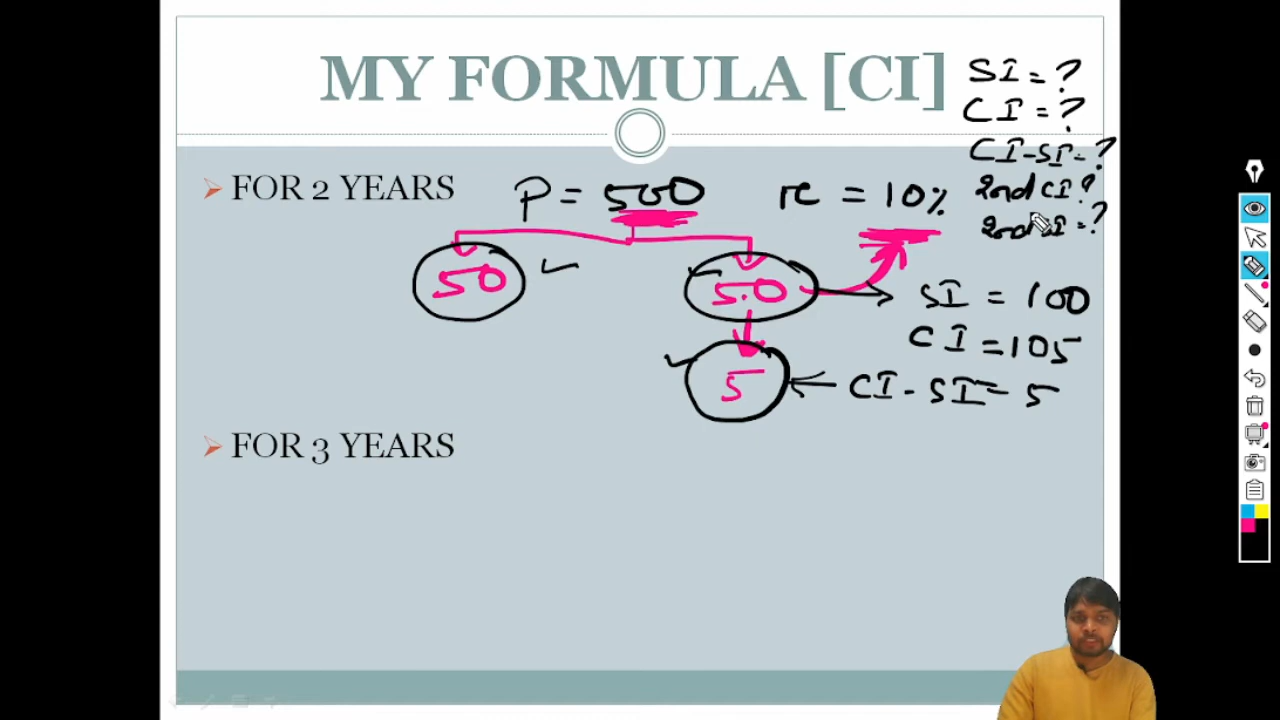 MY FORMULA [CI]
SI = ?
CI = ?
CI-SI = ?
2nd CI ?
2nd SI = ?
FOR 2 YEARS
P = 500
r = 10%
50
50
SI = 100
CI = 105
5
CI - SI = 5
FOR 3 YEARS